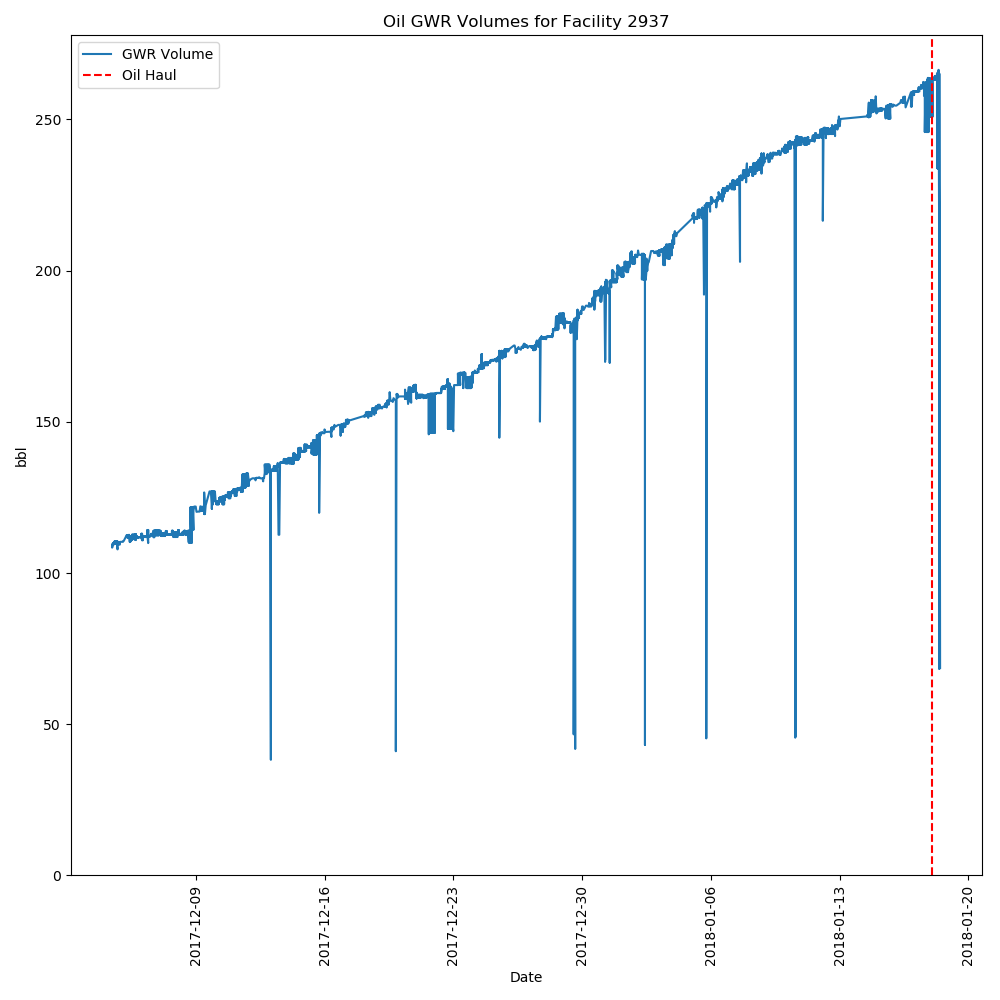 Oil GWR Volumes for Facility 2937
GWR Volume
Oil Haul
250
200
150
100
50
0
bbl
2017-12-09
2017-12-16
2017-12-23
2017-12-30
2018-01-06
2018-01-13
2018-01-20
Date